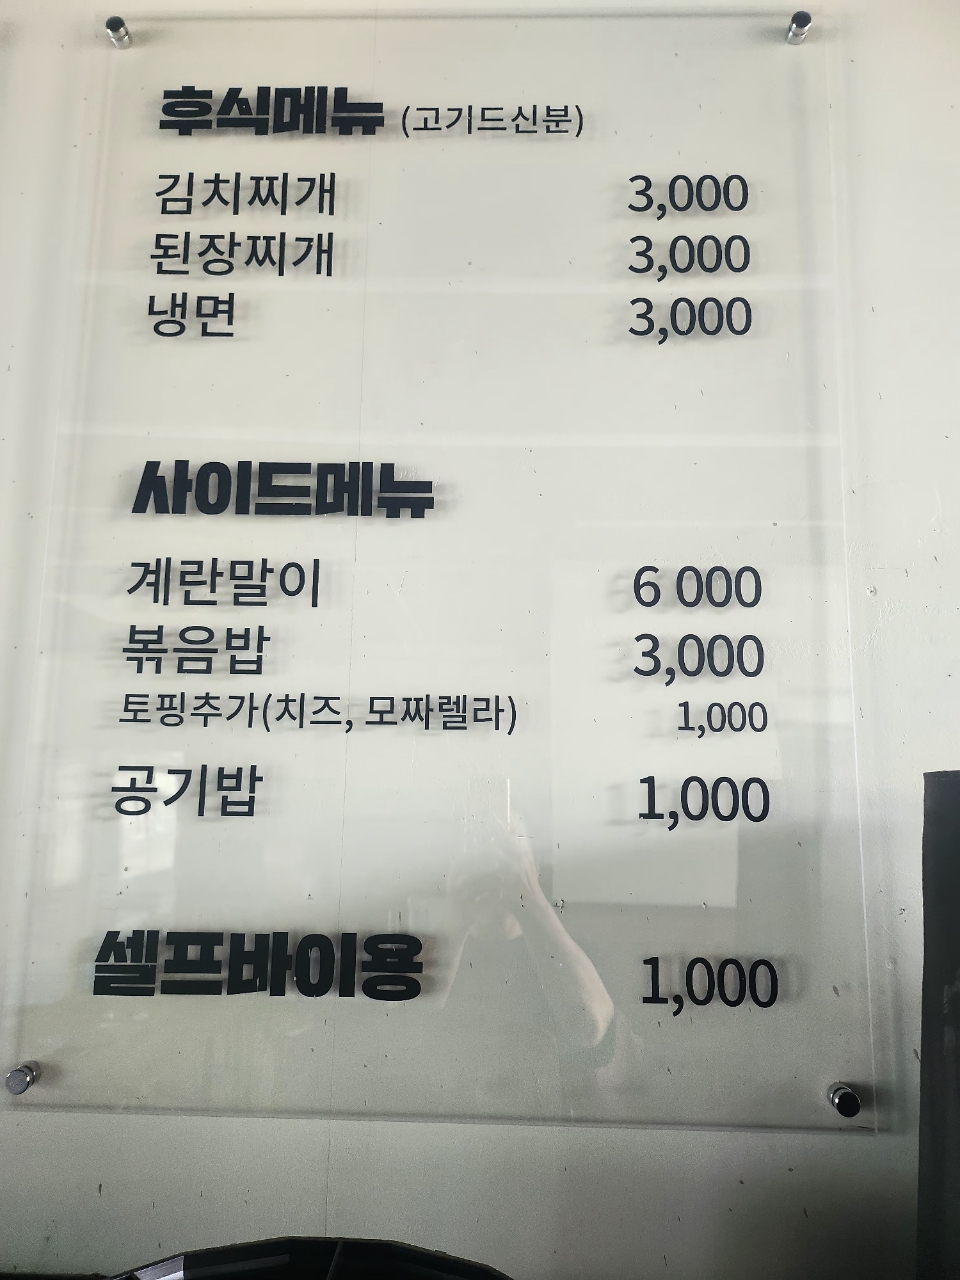 후식메뉴 (고기드신분)
김치찌개 3,000
된장찌개 3,000
냉면 3,000
사이드메뉴
계란말이 6 000
볶음밥 3,000
토핑추가(치즈, 모짜렐라) 1,000
공기밥 1,000
셀프바이용 1,000